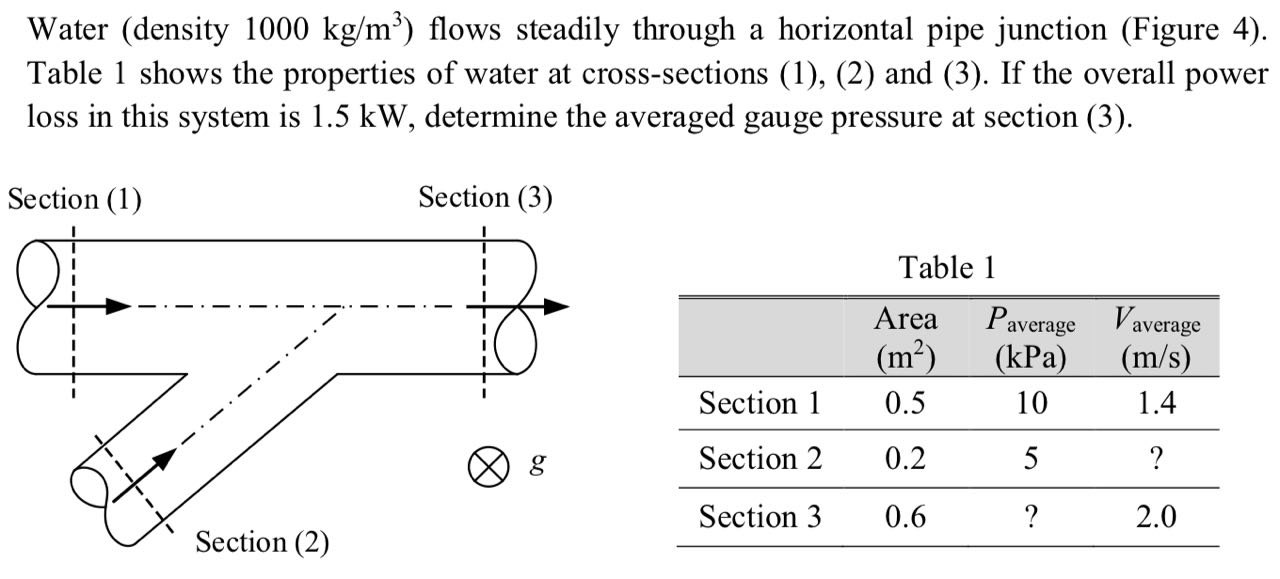 Water (density 1000 kg/m³) flows steadily through a horizontal pipe junction (Figure 4).
Table 1 shows the properties of water at cross-sections (1), (2) and (3). If the overall power
loss in this system is 1.5 kW, determine the averaged gauge pressure at section (3).
Section (1)
Section (3)
g
Section (2)
Table 1
Area P average V average
(m²) (kPa) (m/s)
Section 1 0.5 10 1.4
Section 2 0.2 5 ?
Section 3 0.6 ? 2.0